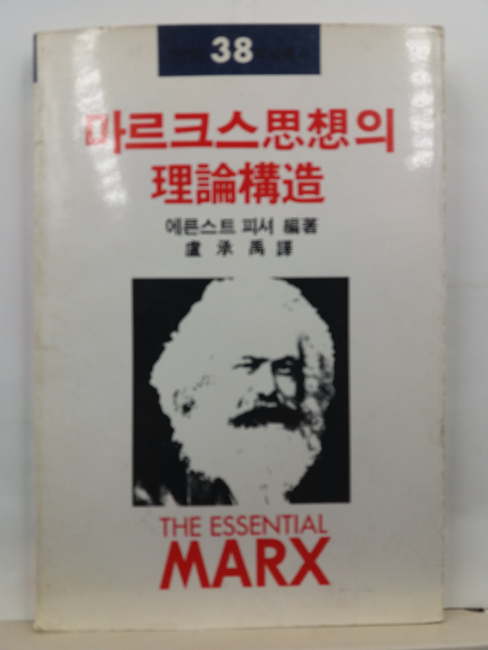 38
마르크스思想의
理論構造
에른스트 피셔 編著
盧承禹 譯
THE ESSENTIAL
MARX